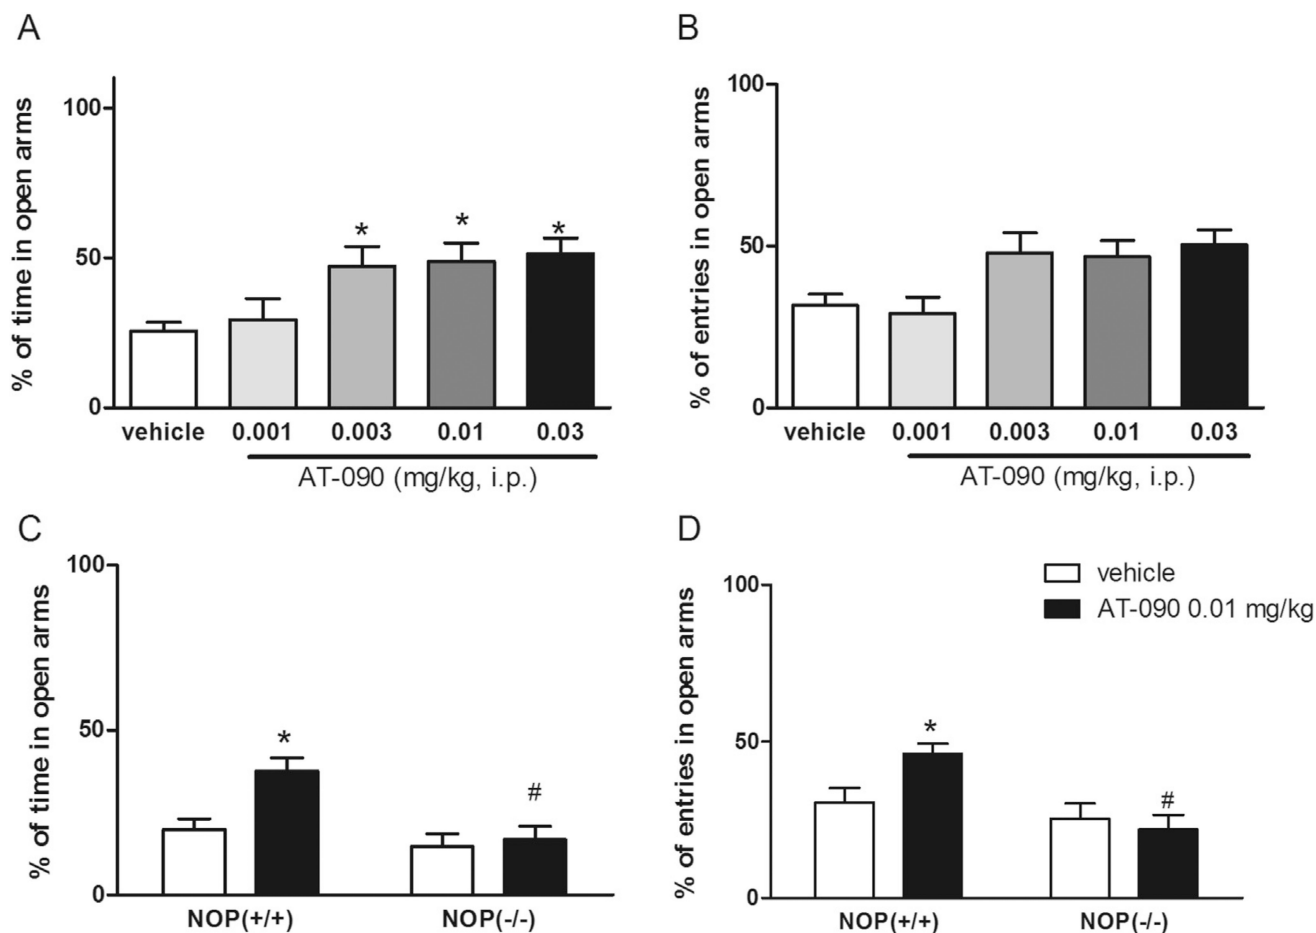 A
% of time in open arms
100
50
0
* * *
vehicle 0.001 0.003 0.01 0.03
AT-090 (mg/kg, i.p.)
B
% of entries in open arms
100
50
0
vehicle 0.001 0.003 0.01 0.03
AT-090 (mg/kg, i.p.)
C
% of time in open arms
100
50
0
* #
NOP(+/+) NOP(-/-)
D
% of entries in open arms
100
50
0
vehicle
AT-090 0.01 mg/kg
* #
NOP(+/+) NOP(-/-)